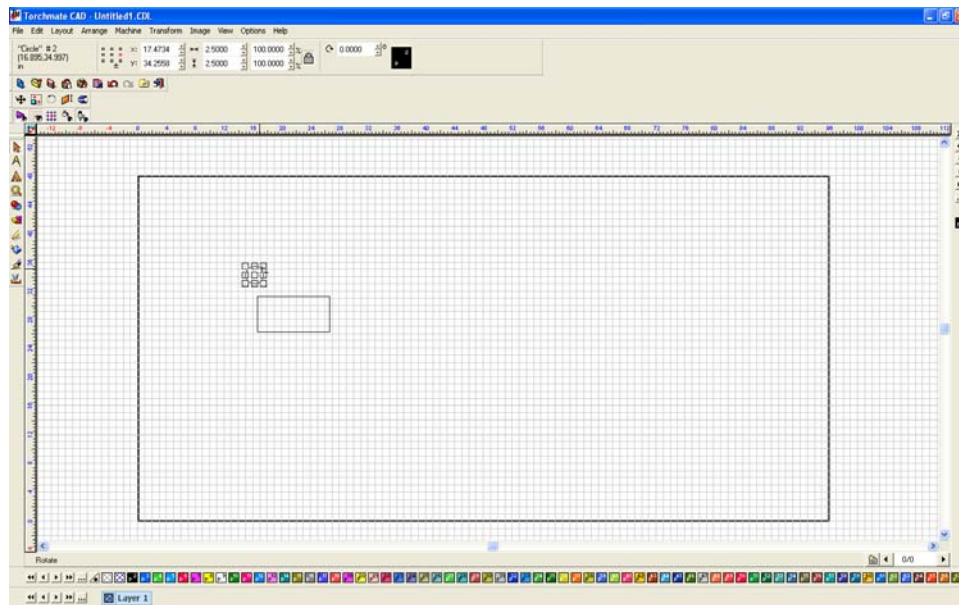 Torchmate CAD - Untitled1.CDL
File Edit Layout Arrange Machine Transform Image View Options Help
"Circle" # 2
(16.895,34.997)
in
x: 17.4734 2.5000 100.0000 % 0.0000 °
y: 34.2558 2.5000 100.0000 %
Rotate
0/0
Layer 1